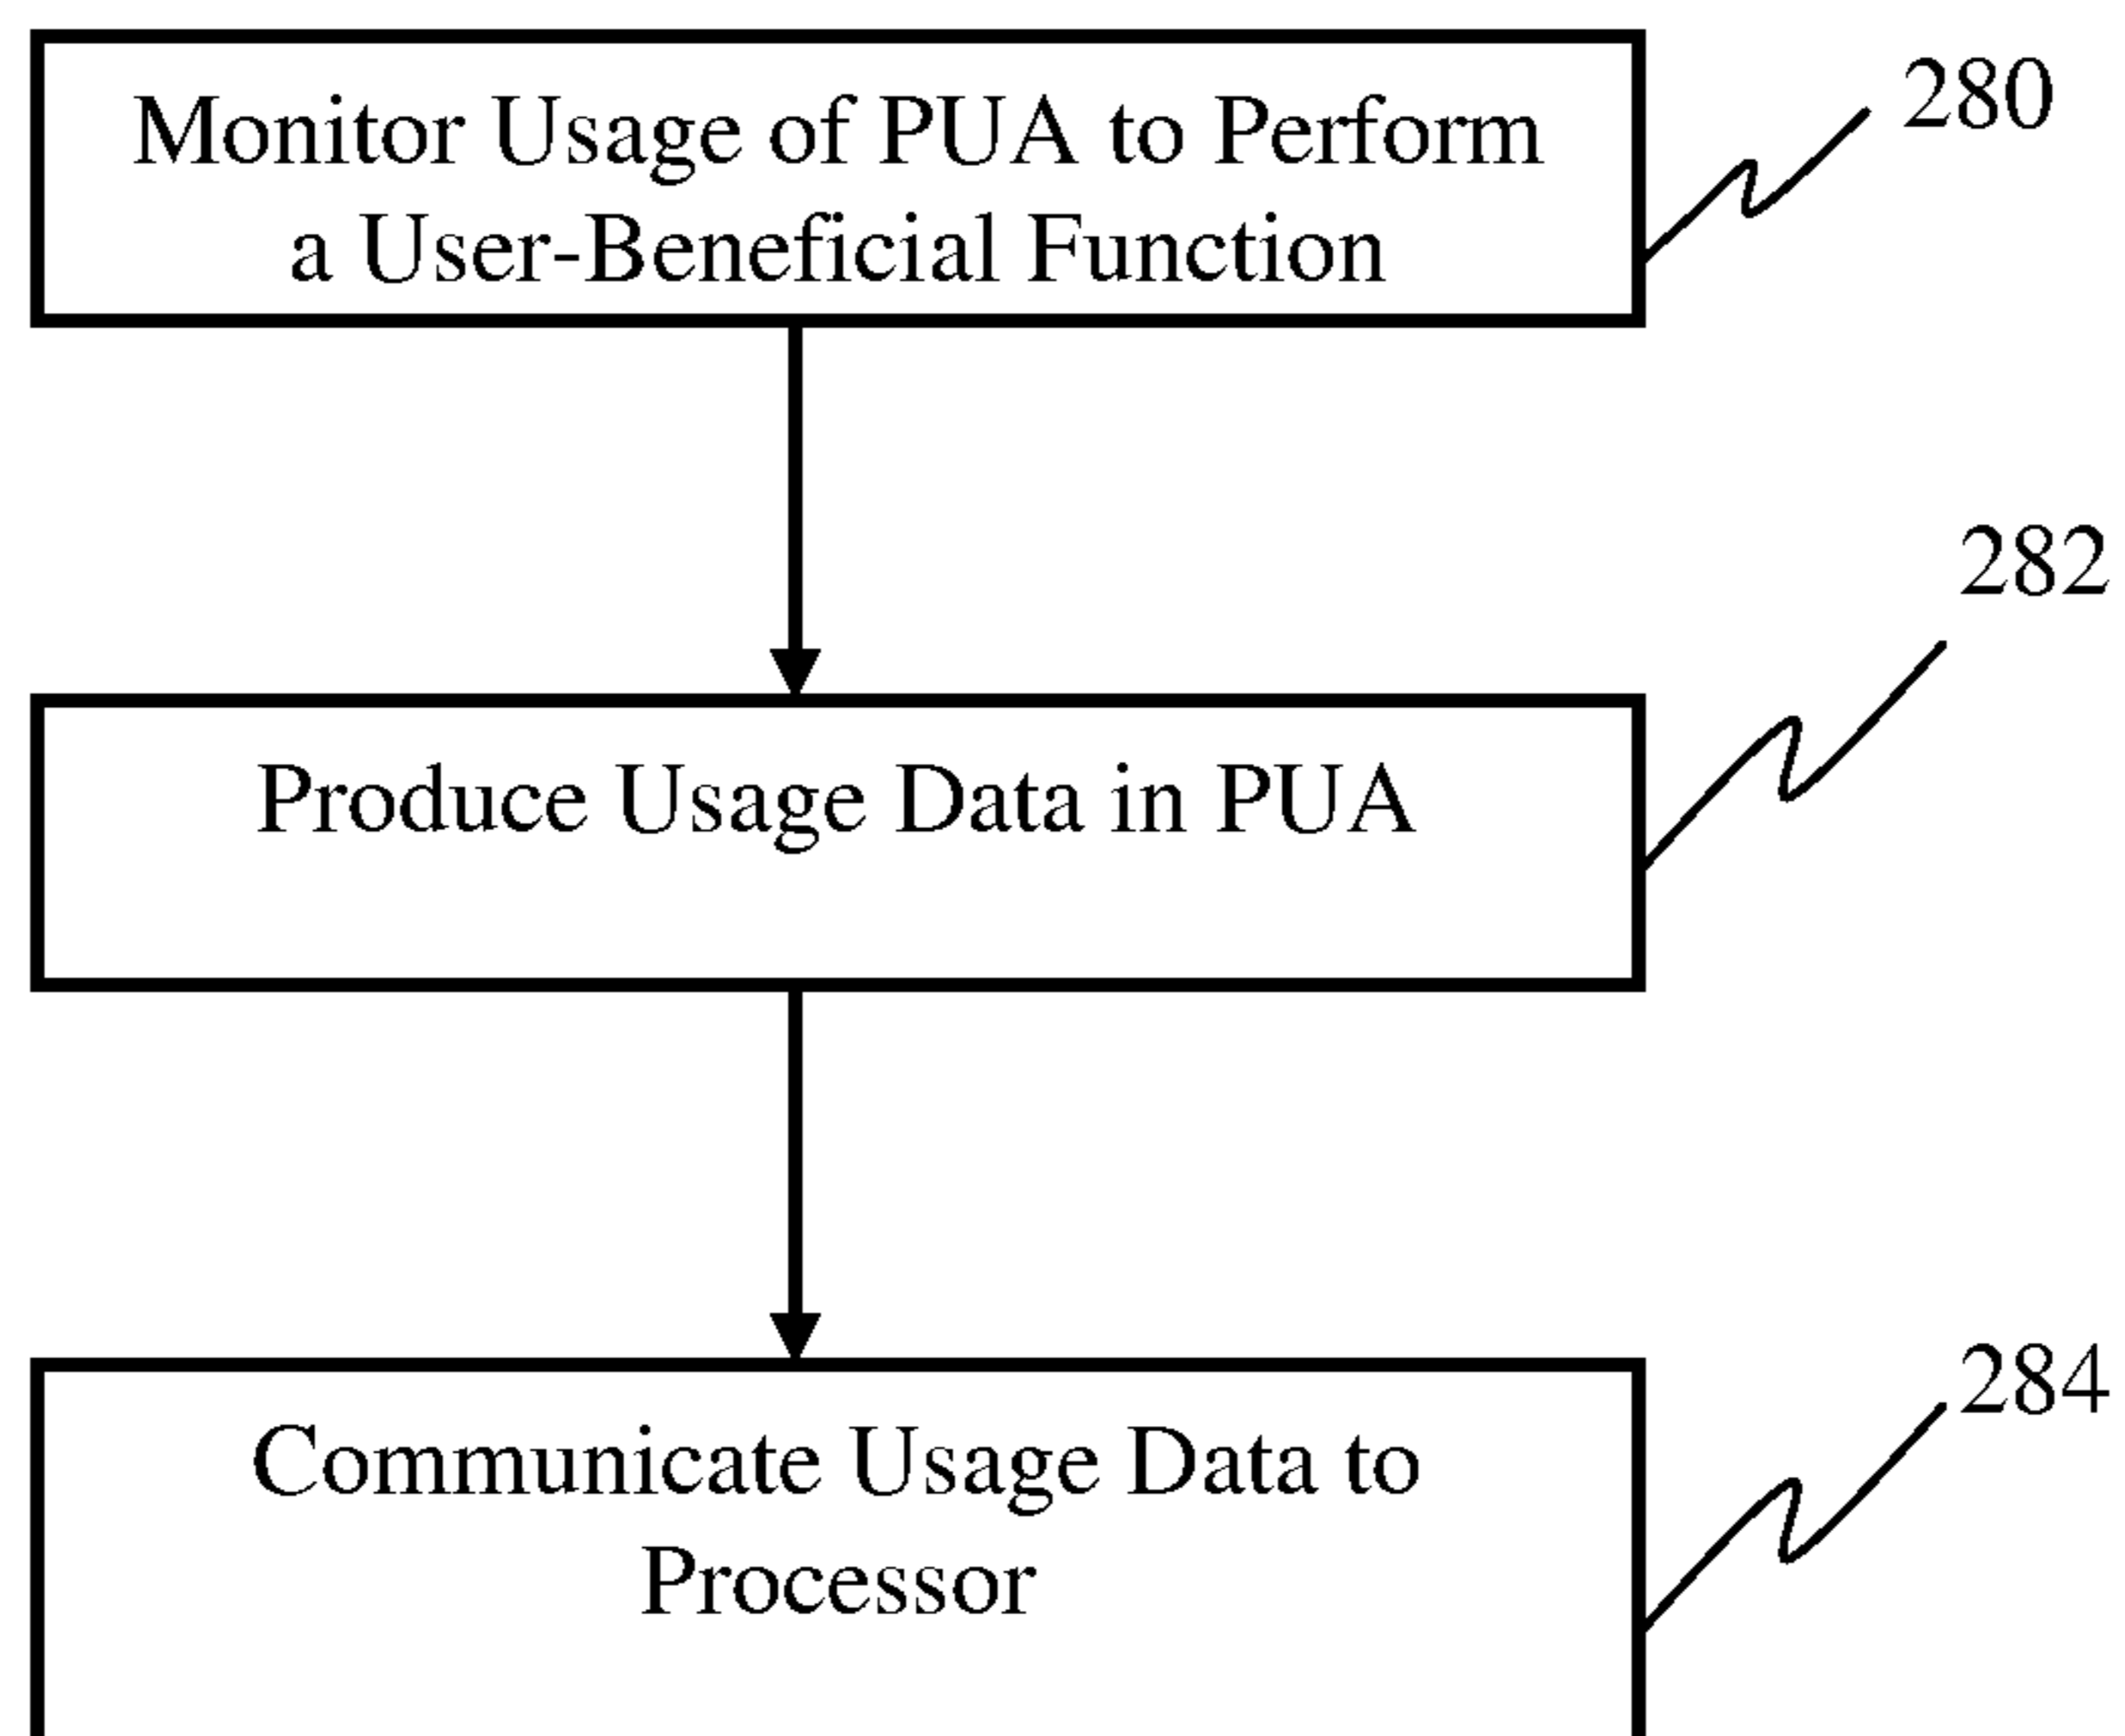 Monitor Usage of PUA to Perform
a User-Beneficial Function
280
282
Produce Usage Data in PUA
284
Communicate Usage Data to
Processor